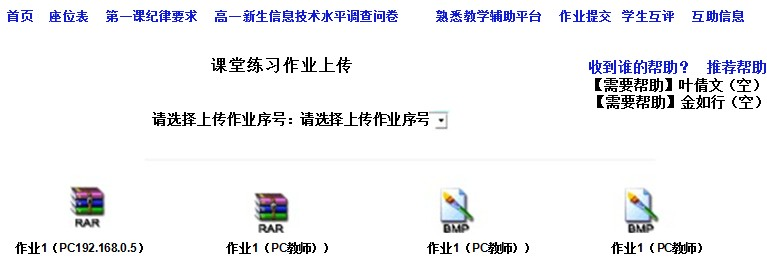 首页 座位表 第一课纪律要求 高一新生信息技术水平调查问卷 熟悉教学辅助平台 作业提交 学生互评 互助信息
课堂练习作业上传
收到谁的帮助？ 推荐帮助
【需要帮助】叶倩文（空）
【需要帮助】金如行（空）
请选择上传作业序号：请选择上传作业序号
RAR RAR BMP BMP
作业1（PC192.168.0.5） 作业1（PC教师）） 作业1（PC教师）） 作业1（PC教师）